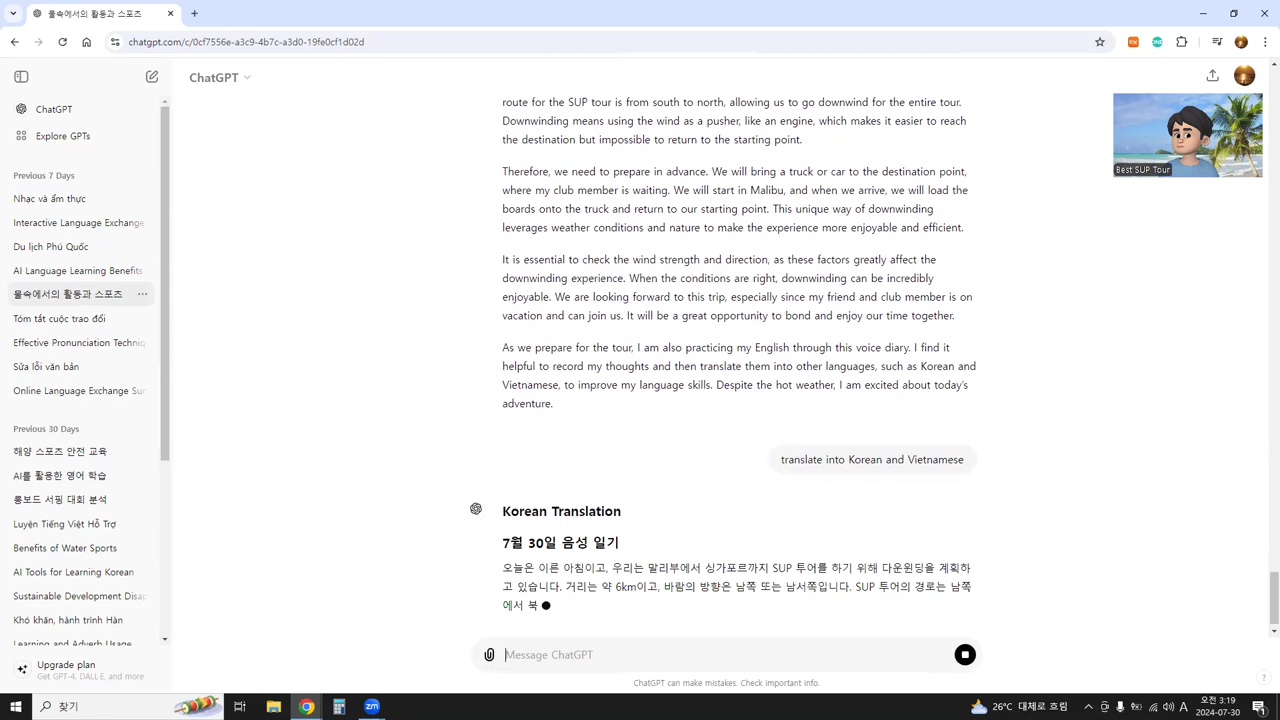 물속에서의 활동과 스포츠
chatgpt.com/c/0cf7556e-a3c9-4b7c-a3d0-19fe0cf1d02d
ChatGPT
Explore GPTs
Previous 7 Days
Nhạc và ẩm thực
Interactive Language Exchange
Du lịch Phú Quốc
AI Language Learning Benefits
물속에서의 활동과 스포츠
Tóm tắt cuộc trao đổi
Effective Pronunciation Techniq
Sửa lỗi văn bản
Online Language Exchange Sun
Previous 30 Days
해양 스포츠 안전 교육
AI를 활용한 영어 학습
롱보드 서핑 대회 분석
Luyện Tiếng Việt Hỗ Trợ
Benefits of Water Sports
AI Tools for Learning Korean
Sustainable Development Disap
Khó khăn, hành trình Hàn
Learning and Adverb Usage
Upgrade plan
Get GPT-4, DALL·E, and more
ChatGPT
route for the SUP tour is from south to north, allowing us to go downwind for the entire tour.
Downwinding means using the wind as a pusher, like an engine, which makes it easier to reach
the destination but impossible to return to the starting point.
Therefore, we need to prepare in advance. We will bring a truck or car to the destination point,
where my club member is waiting. We will start in Malibu, and when we arrive, we will load the
boards onto the truck and return to our starting point. This unique way of downwinding
leverages weather conditions and nature to make the experience more enjoyable and efficient.
It is essential to check the wind strength and direction, as these factors greatly affect the
downwinding experience. When the conditions are right, downwinding can be incredibly
enjoyable. We are looking forward to this trip, especially since my friend and club member is on
vacation and can join us. It will be a great opportunity to bond and enjoy our time together.
As we prepare for the tour, I am also practicing my English through this voice diary. I find it
helpful to record my thoughts and then translate them into other languages, such as Korean and
Vietnamese, to improve my language skills. Despite the hot weather, I am excited about today's
adventure.
translate into Korean and Vietnamese
Korean Translation
7월 30일 음성 일기
오늘은 이른 아침이고, 우리는 말리부에서 싱가포르까지 SUP 투어를 하기 위해 다운윈딩을 계획하
고 있습니다. 거리는 약 6km이고, 바람의 방향은 남쪽 또는 남서쪽입니다. SUP 투어의 경로는 남쪽
에서 북
Message ChatGPT
ChatGPT can make mistakes. Check important info.
Best SUP Tour
찾기
26°C 대체로 흐림
A
오전 3:19
2024-07-30